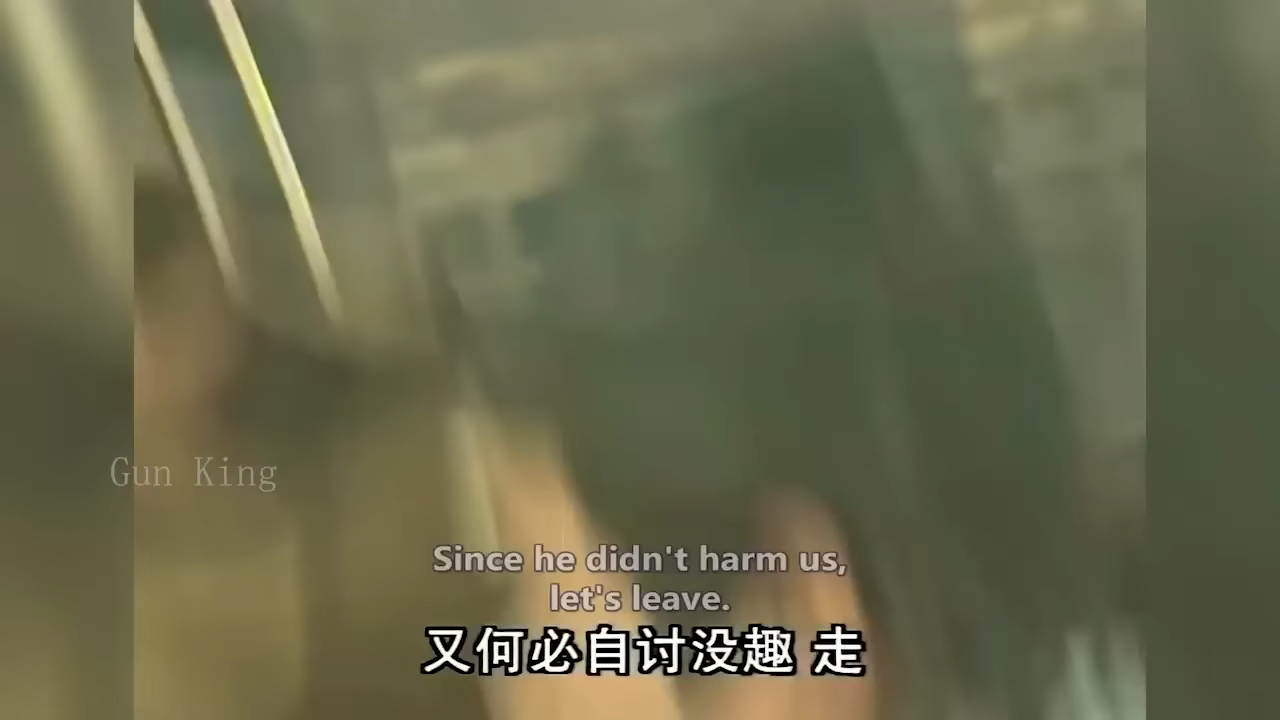 Gun King
Since he didn't harm us,
let's leave.
又何必自讨没趣 走